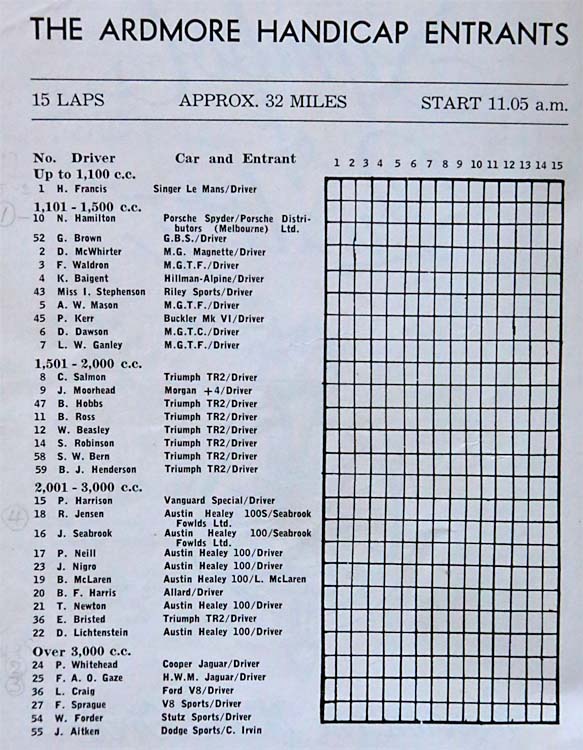 THE ARDMORE HANDICAP ENTRANTS
15 LAPS APPROX. 32 MILES START 11.05 a.m.
No. Driver Car and Entrant 1 2 3 4 5 6 7 8 9 10 11 12 13 14 15
Up to 1,100 c.c.
1 H. Francis Singer Le Mans/Driver
1,101 - 1,500 c.c.
10 N. Hamilton Porsche Spyder/Porsche Distri-
butors (Melbourne) Ltd.
52 G. Brown G.B.S./Driver
2 D. McWhirter M.G. Magnette/Driver
3 F. Waldron M.G.T.F./Driver
4 K. Baigent Hillman-Alpine/Driver
43 Miss I. Stephenson Riley Sports/Driver
5 A. W. Mason M.G.T.F./Driver
45 P. Kerr Buckler Mk VI/Driver
6 D. Dawson M.G.T.C./Driver
7 L. W. Ganley M.G.T.F./Driver
1,501 - 2,000 c.c.
8 C. Salmon Triumph TR2/Driver
9 J. Moorhead Morgan +4/Driver
47 B. Hobbs Triumph TR2/Driver
11 B. Ross Triumph TR2/Driver
12 W. Beasley Triumph TR2/Driver
14 S. Robinson Triumph TR2/Driver
58 S. W. Bern Triumph TR2/Driver
59 B. J. Henderson Triumph TR2/Driver
2,001 - 3,000 c.c.
15 P. Harrison Vanguard Special/Driver
4 18 R. Jensen Austin Healey 100S/Seabrook
Fowlds Ltd.
16 J. Seabrook Austin Healey 100/Seabrook
Fowlds Ltd.
17 P. Neill Austin Healey 100/Driver
23 J. Nigro Austin Healey 100/Driver
19 B. McLaren Austin Healey 100/L. McLaren
20 B. F. Harris Allard/Driver
21 T. Newton Austin Healey 100/Driver
36 E. Bristed Triumph TR2/Driver
22 D. Lichtenstein Austin Healey 100/Driver
Over 3,000 c.c.
2 24 P. Whitehead Cooper Jaguar/Driver
3 25 F. A. O. Gaze H.W.M. Jaguar/Driver
36 L. Craig Ford V8/Driver
27 F. Sprague V8 Sports/Driver
54 W. Forder Stutz Sports/Driver
55 J. Aitken Dodge Sports/C. Irvin